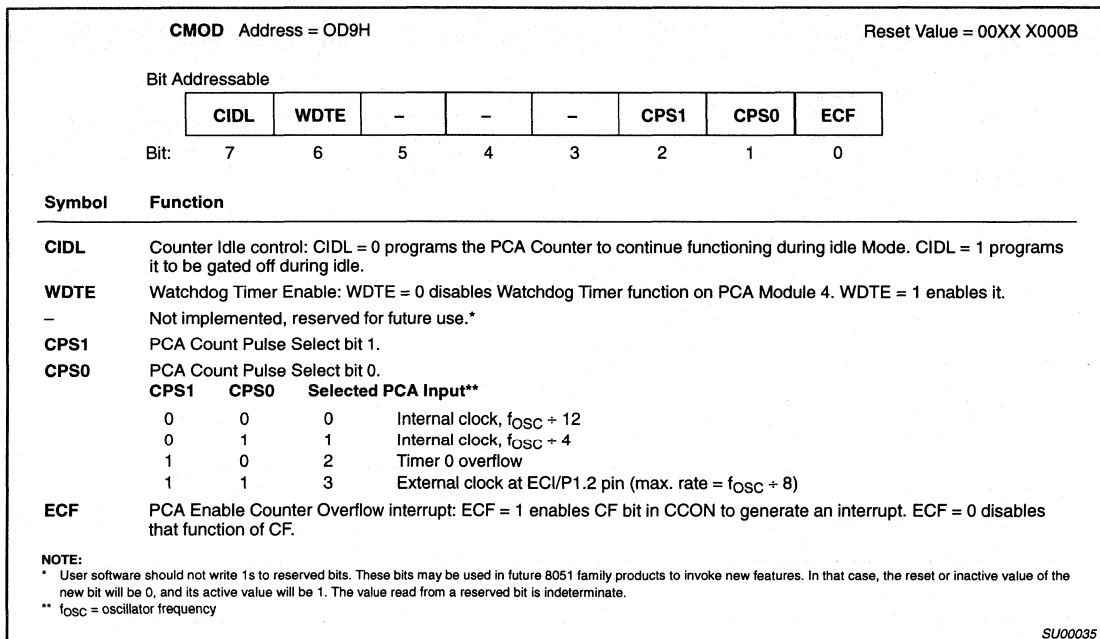 CMOD Address = OD9H Reset Value = 00XX X000B
Bit Addressable
CIDL WDTE – – – CPS1 CPS0 ECF
Bit: 7 6 5 4 3 2 1 0
Symbol Function
CIDL Counter Idle control: CIDL = 0 programs the PCA Counter to continue functioning during idle Mode. CIDL = 1 programs
it to be gated off during idle.
WDTE Watchdog Timer Enable: WDTE = 0 disables Watchdog Timer function on PCA Module 4. WDTE = 1 enables it.
– Not implemented, reserved for future use.*
CPS1 PCA Count Pulse Select bit 1.
CPS0 PCA Count Pulse Select bit 0.
CPS1 CPS0 Selected PCA Input**
0 0 0 Internal clock, fOSC ÷ 12
0 1 1 Internal clock, fOSC ÷ 4
1 0 2 Timer 0 overflow
1 1 3 External clock at ECI/P1.2 pin (max. rate = fOSC ÷ 8)
ECF PCA Enable Counter Overflow interrupt: ECF = 1 enables CF bit in CCON to generate an interrupt. ECF = 0 disables
that function of CF.
NOTE:
* User software should not write 1s to reserved bits. These bits may be used in future 8051 family products to invoke new features. In that case, the reset or inactive value of the
new bit will be 0, and its active value will be 1. The value read from a reserved bit is indeterminate.
** fOSC = oscillator frequency
SU00035